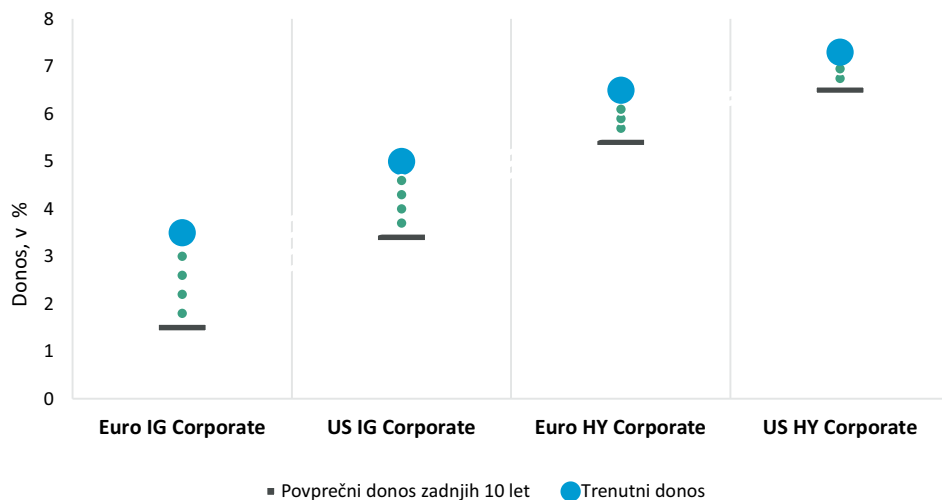 8
7
6
5
4
3
2
1
0
Donos, v %
Euro IG Corporate
US IG Corporate
Euro HY Corporate
US HY Corporate
Povprečni donos zadnjih 10 let
Trenutni donos